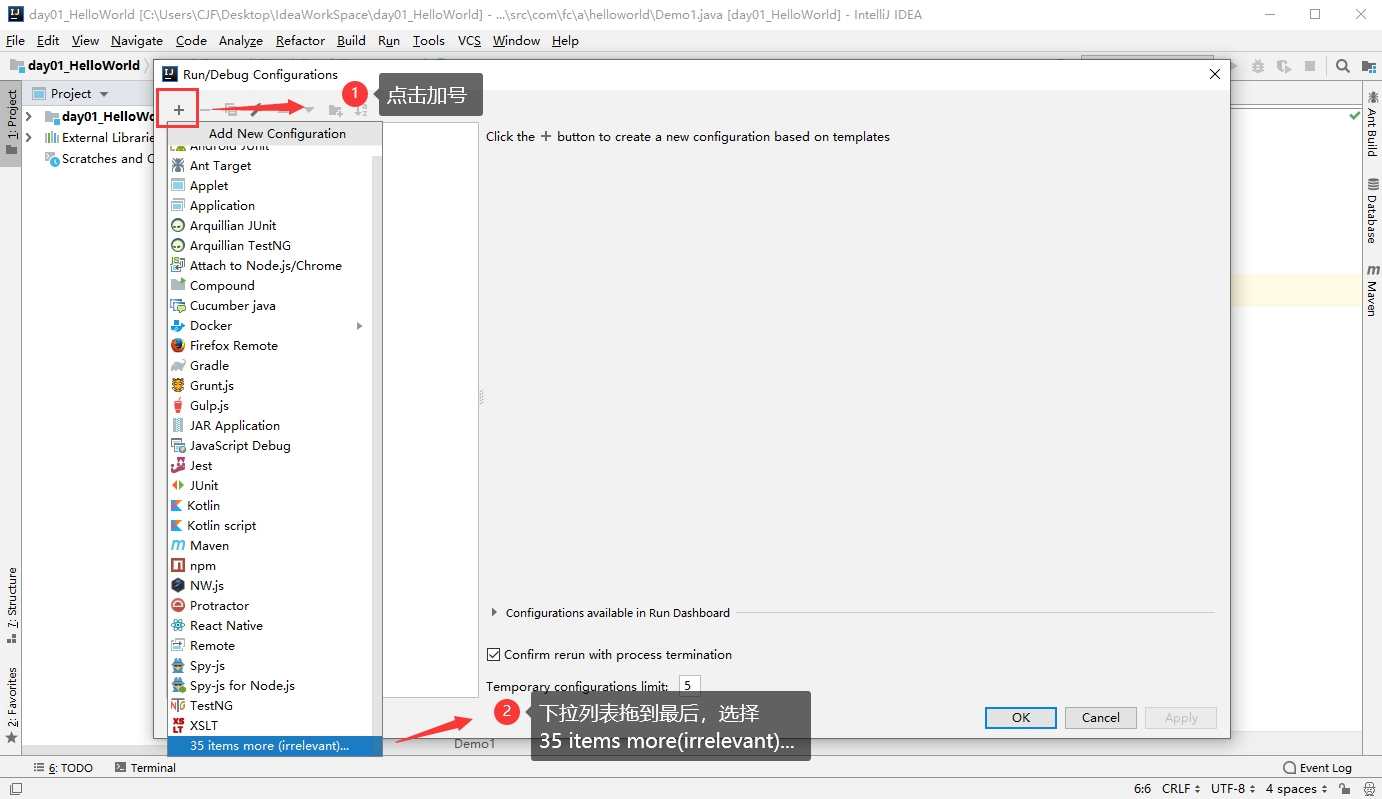 day01_HelloWorld [C:\Users\CJF\Desktop\IdeaWorkSpace\day01_HelloWorld] - ...\src\com\fc\a\helloworld\Demo1.java [day01_HelloWorld] - IntelliJ IDEA
File Edit View Navigate Code Analyze Refactor Build Run Tools VCS Window Help
day01_HelloWorld
Run/Debug Configurations
1: Project
Project
1
点击加号
day01_HelloWo
External Librarie
Scratches and C
Add New Configuration
Android JUnit
Ant Target
Applet
Application
Arquillian JUnit
Arquillian TestNG
Attach to Node.js/Chrome
Compound
Cucumber java
Docker
Firefox Remote
Gradle
Grunt.js
Gulp.js
JAR Application
JavaScript Debug
Jest
JUnit
Kotlin
Kotlin script
Maven
npm
NW.js
Protractor
React Native
Remote
Spy-js
Spy-js for Node.js
TestNG
XSLT
35 items more (irrelevant)...
Click the + button to create a new configuration based on templates
Configurations available in Run Dashboard
Confirm rerun with process termination
Temporary configurations limit: 5
2
下拉列表拖到最后，选择
35 items more(irrelevant)...
OK Cancel Apply
Demo1
Ant Build
Database
Maven
7: Structure
2: Favorites
6: TODO Terminal Event Log
6:6 CRLF UTF-8 4 spaces